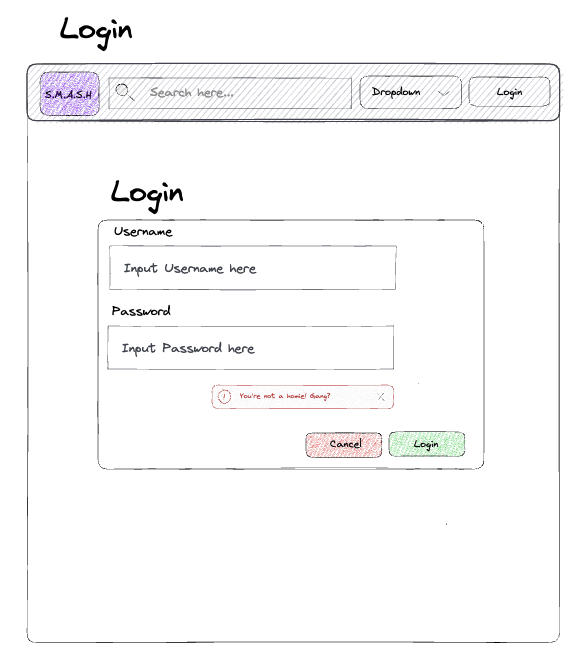 Login
S.M.A.S.H
Search here...
Dropdown
Login
Login
Username
Input Username here
Password
Input Password here
You're not a homie! Gang?
Cancel
Login